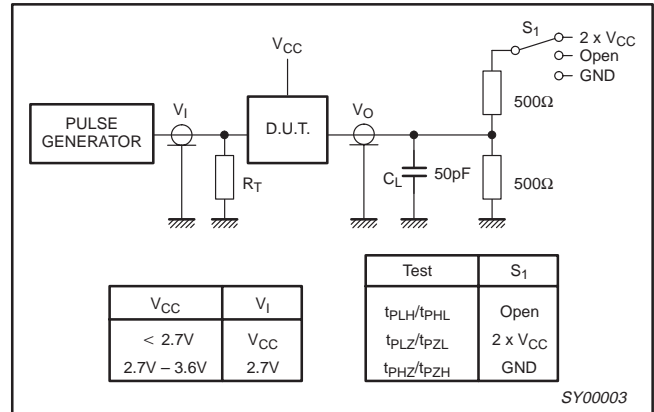 S1
2 x VCC
Open
GND
VCC
500Ω
PULSE GENERATOR
VI
D.U.T.
VO
RT
CL
50pF
500Ω
VCC VI
< 2.7V VCC
2.7V – 3.6V 2.7V
Test S1
tPLH/tPHL Open
tPLZ/tPZL 2 x VCC
tPHZ/tPZH GND
SY00003